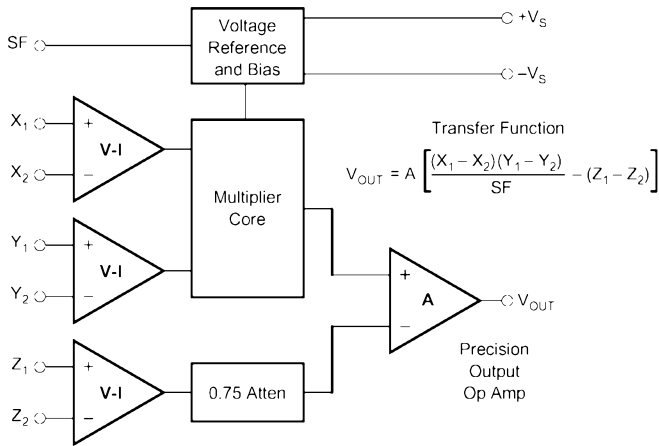 SF
Voltage
Reference
and Bias
+VS
−VS
X1
+
V-I
X2
−
Multiplier
Core
Transfer Function
VOUT = A [ (X1 − X2) (Y1 − Y2) / SF − (Z1 − Z2) ]
Y1
+
V-I
Y2
−
+
A
−
VOUT
Z1
+
V-I
Z2
−
0.75 Atten
Precision
Output
Op Amp